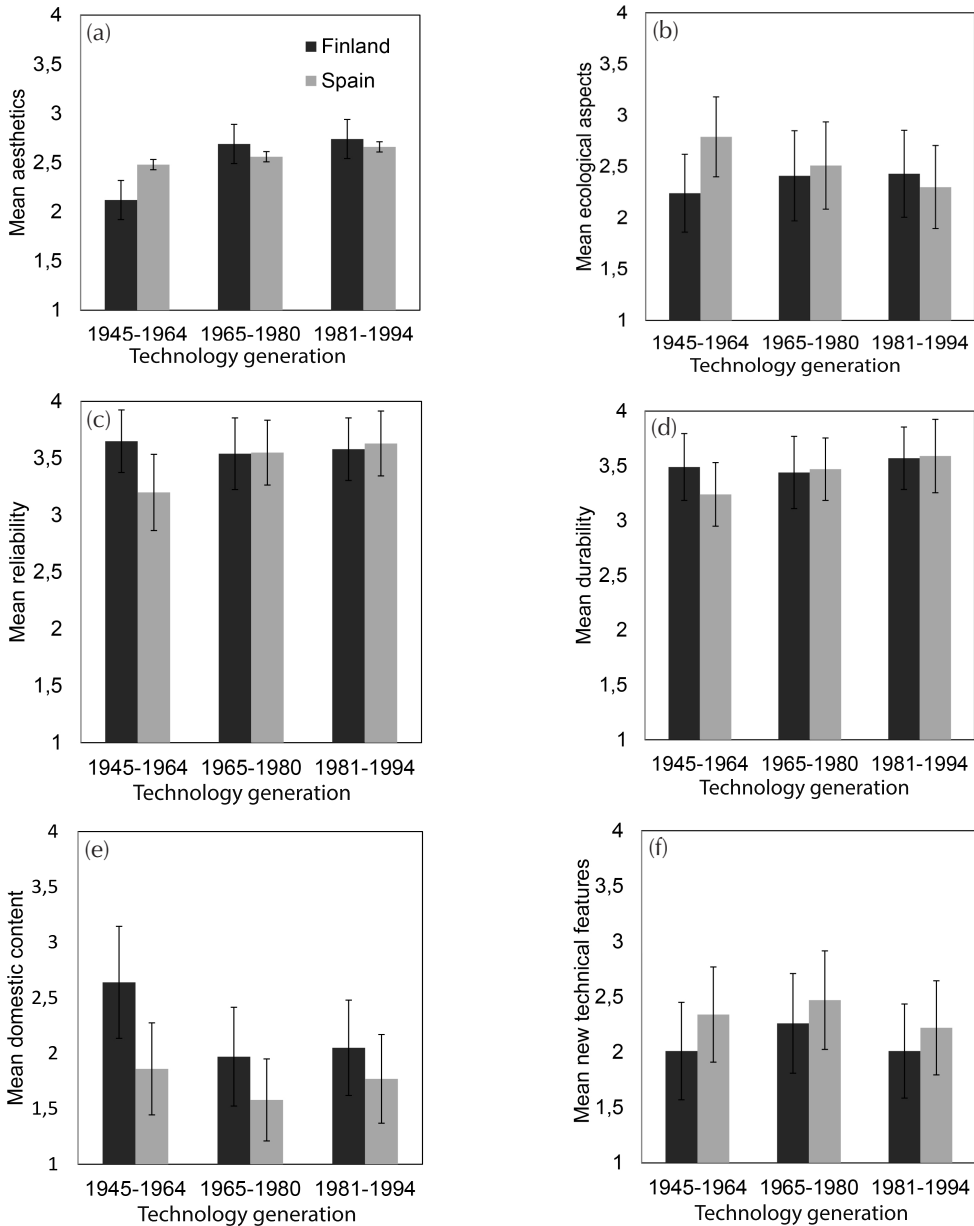 (a)
Finland
Spain
4
3,5
3
2,5
2
1,5
1
Mean aesthetics
1945-1964 1965-1980 1981-1994
Technology generation
(b)
4
3,5
3
2,5
2
1,5
1
Mean ecological aspects
1945-1964 1965-1980 1981-1994
Technology generation
(c)
4
3,5
3
2,5
2
1,5
1
Mean reliability
1945-1964 1965-1980 1981-1994
Technology generation
(d)
4
3,5
3
2,5
2
1,5
1
Mean durability
1945-1964 1965-1980 1981-1994
Technology generation
(e)
4
3,5
3
2,5
2
1,5
1
Mean domestic content
1945-1964 1965-1980 1981-1994
Technology generation
(f)
4
3,5
3
2,5
2
1,5
1
Mean new technical features
1945-1964 1965-1980 1981-1994
Technology generation